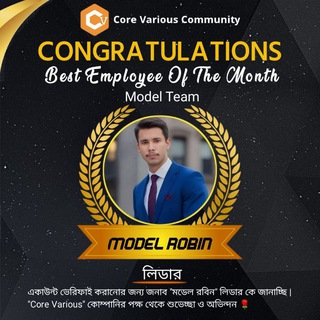 Core Various Community
CONGRATULATIONS
Best Employee Of The Month
Model Team
MODEL ROBIN
লিডার
একাউন্ট ভেরিফাই করানোর জন্য জনাব "মডেল রবিন" লিডার কে জানাচ্ছি |
"Core Various" কোম্পানির পক্ষ থেকে শুভেচ্ছা ও অভিন্দন 🌹